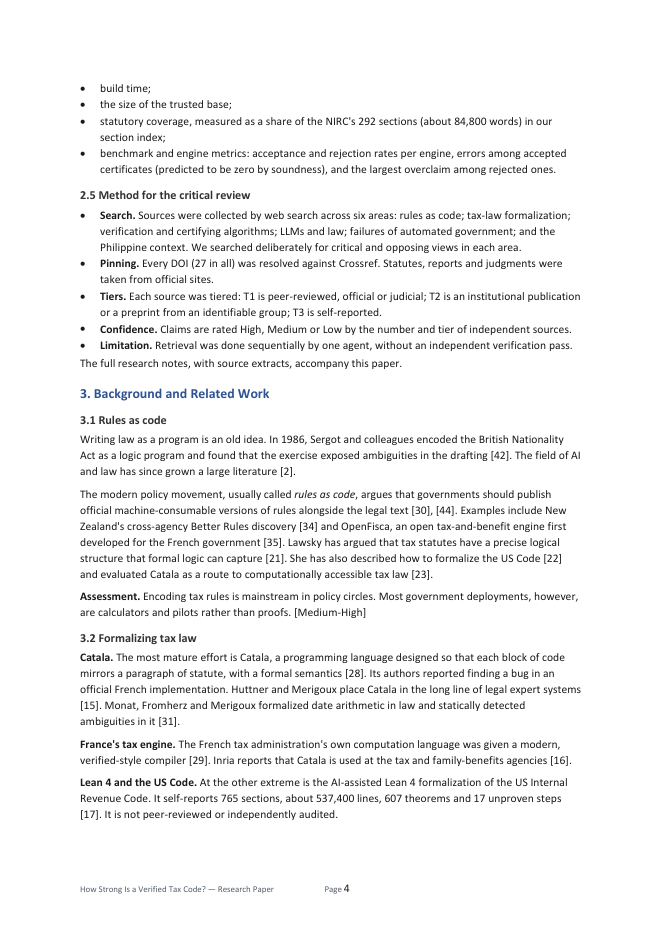 • build time;
• the size of the trusted base;
• statutory coverage, measured as a share of the NIRC's 292 sections (about 84,800 words) in our
section index;
• benchmark and engine metrics: acceptance and rejection rates per engine, errors among accepted
certificates (predicted to be zero by soundness), and the largest overclaim among rejected ones.
2.5 Method for the critical review
• Search. Sources were collected by web search across six areas: rules as code; tax-law formalization;
verification and certifying algorithms; LLMs and law; failures of automated government; and the
Philippine context. We searched deliberately for critical and opposing views in each area.
• Pinning. Every DOI (27 in all) was resolved against Crossref. Statutes, reports and judgments were
taken from official sites.
• Tiers. Each source was tiered: T1 is peer-reviewed, official or judicial; T2 is an institutional publication
or a preprint from an identifiable group; T3 is self-reported.
• Confidence. Claims are rated High, Medium or Low by the number and tier of independent sources.
• Limitation. Retrieval was done sequentially by one agent, without an independent verification pass.
The full research notes, with source extracts, accompany this paper.
3. Background and Related Work
3.1 Rules as code
Writing law as a program is an old idea. In 1986, Sergot and colleagues encoded the British Nationality
Act as a logic program and found that the exercise exposed ambiguities in the drafting [42]. The field of AI
and law has since grown a large literature [2].
The modern policy movement, usually called rules as code, argues that governments should publish
official machine-consumable versions of rules alongside the legal text [30], [44]. Examples include New
Zealand's cross-agency Better Rules discovery [34] and OpenFisca, an open tax-and-benefit engine first
developed for the French government [35]. Lawsky has argued that tax statutes have a precise logical
structure that formal logic can capture [21]. She has also described how to formalize the US Code [22]
and evaluated Catala as a route to computationally accessible tax law [23].
Assessment. Encoding tax rules is mainstream in policy circles. Most government deployments, however,
are calculators and pilots rather than proofs. [Medium-High]
3.2 Formalizing tax law
Catala. The most mature effort is Catala, a programming language designed so that each block of code
mirrors a paragraph of statute, with a formal semantics [28]. Its authors reported finding a bug in an
official French implementation. Huttner and Merigoux place Catala in the long line of legal expert systems
[15]. Monat, Fromherz and Merigoux formalized date arithmetic in law and statically detected
ambiguities in it [31].
France's tax engine. The French tax administration's own computation language was given a modern,
verified-style compiler [29]. Inria reports that Catala is used at the tax and family-benefits agencies [16].
Lean 4 and the US Code. At the other extreme is the AI-assisted Lean 4 formalization of the US Internal
Revenue Code. It self-reports 765 sections, about 537,400 lines, 607 theorems and 17 unproven steps
[17]. It is not peer-reviewed or independently audited.
How Strong Is a Verified Tax Code? — Research Paper Page 4